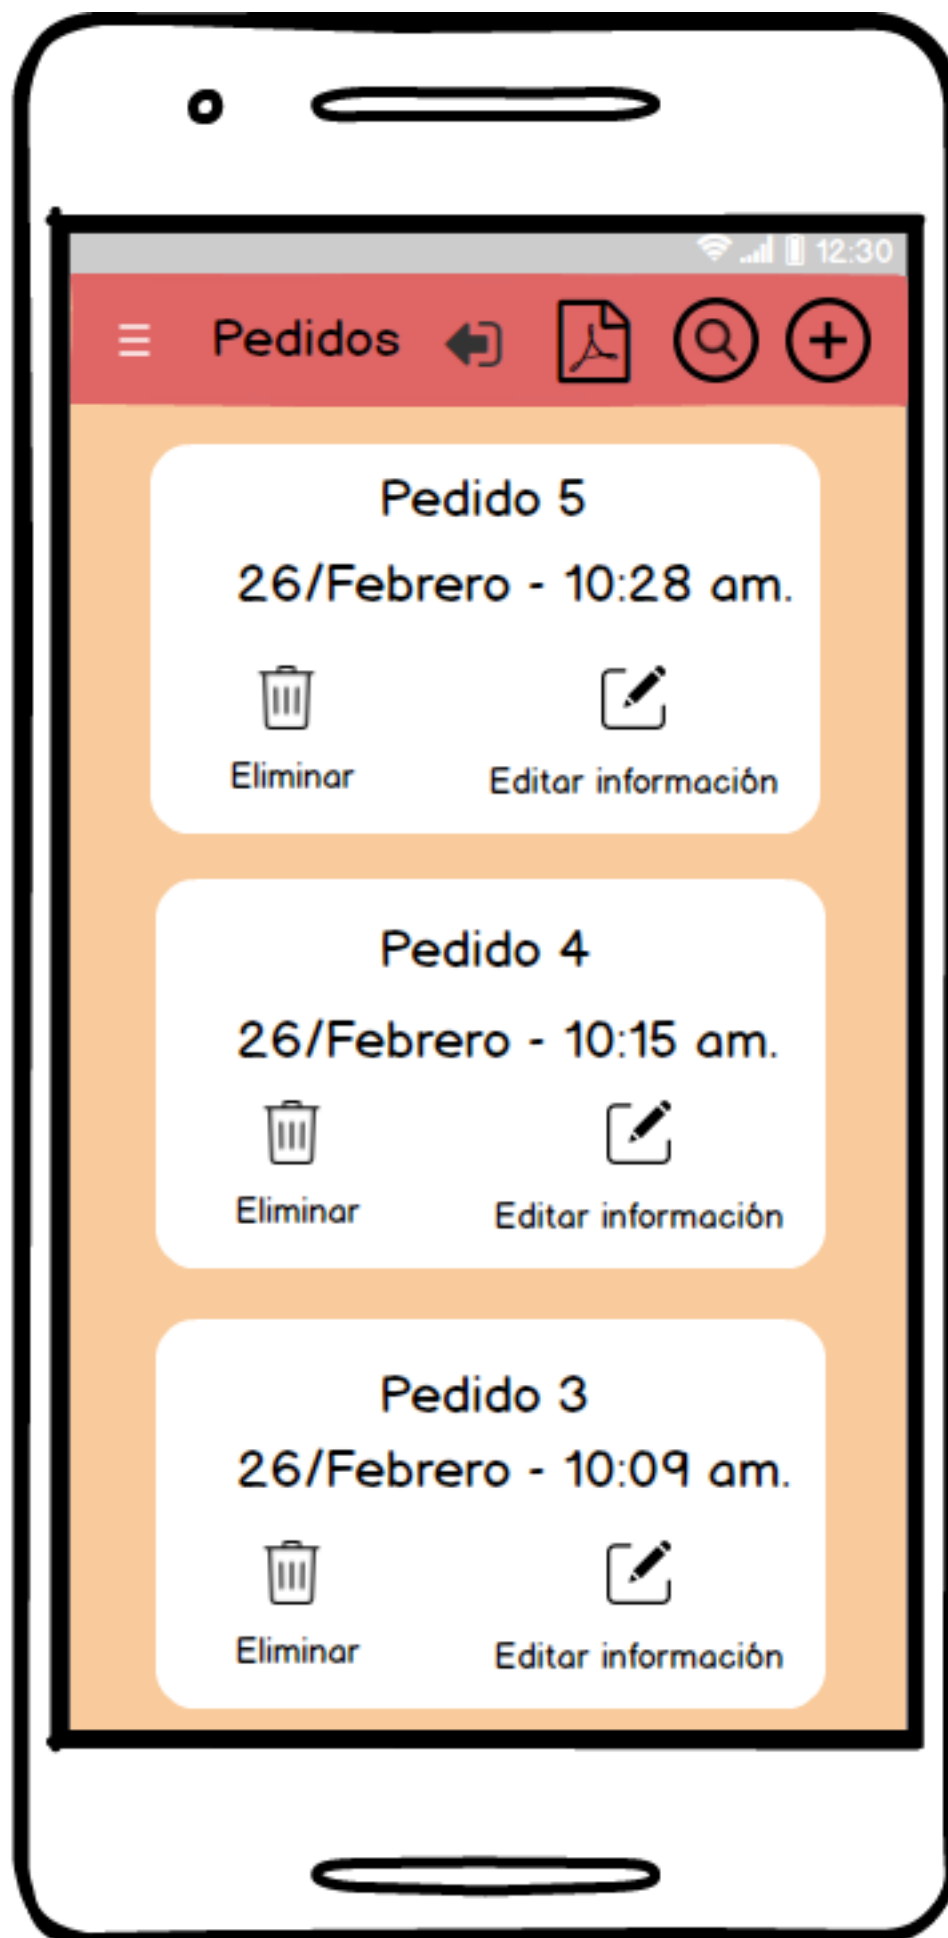 12:30
Pedidos
Pedido 5
26/Febrero - 10:28 am.
Eliminar Editar información
Pedido 4
26/Febrero - 10:15 am.
Eliminar Editar información
Pedido 3
26/Febrero - 10:09 am.
Eliminar Editar información